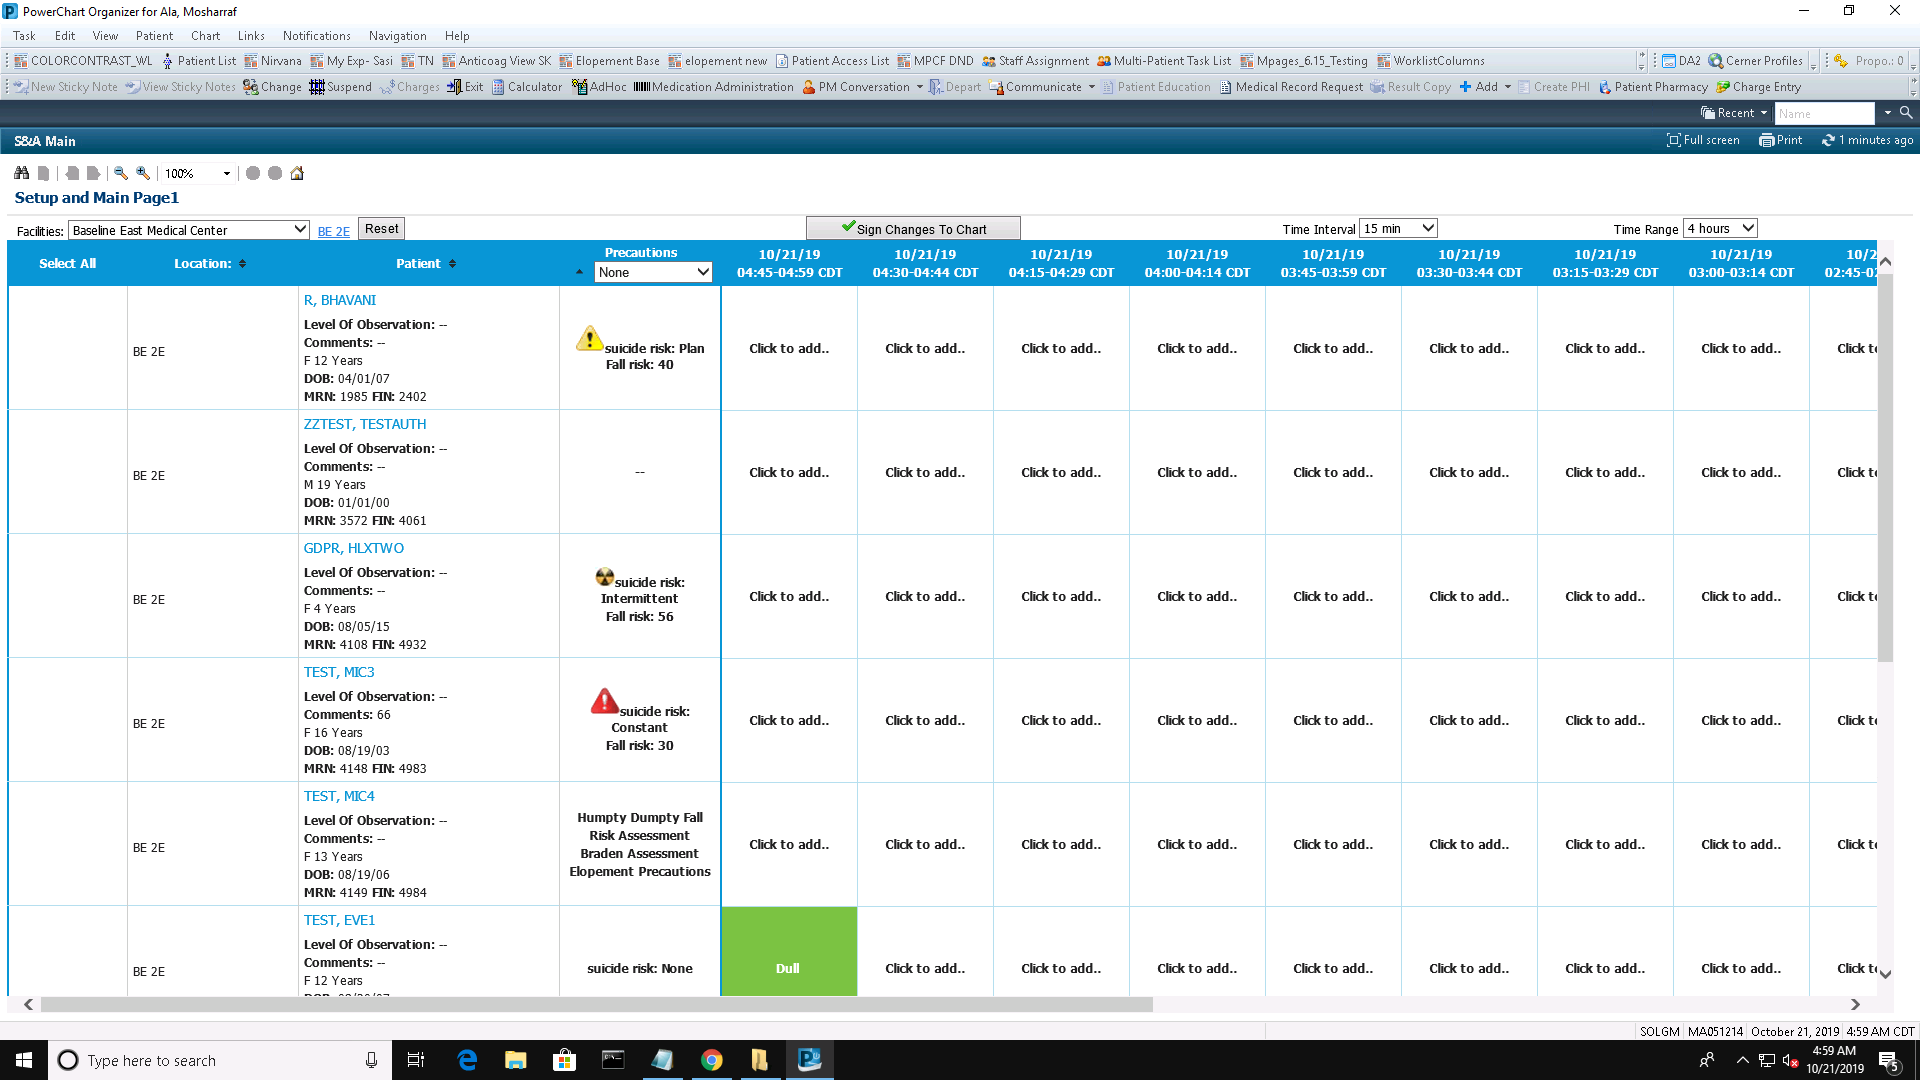 PowerChart Organizer for Ala, Mosharraf
Task Edit View Patient Chart Links Notifications Navigation Help
COLORCONTRAST_WL Patient List Nirvana My Exp- Sasi TN Anticoag View SK Elopement Base elopement new Patient Access List MPCF DND Staff Assignment Multi-Patient Task List Mpages_6.15_Testing WorklistColumns DA2 Cerner Profiles Propo.: 0
New Sticky Note View Sticky Notes Change Suspend Charges Exit Calculator AdHoc Medication Administration PM Conversation Depart Communicate Patient Education Medical Record Request Result Copy Add Create PHI Patient Pharmacy Charge Entry
Recent Name
S&A Main Full screen Print 1 minutes ago
100%
Setup and Main Page1
Facilities: Baseline East Medical Center BE 2E Reset Sign Changes To Chart Time Interval 15 min Time Range 4 hours
Select All Location: Patient Precautions None
10/21/19 10/21/19 10/21/19 10/21/19 10/21/19 10/21/19 10/21/19 10/21/19 10/2
04:45-04:59 CDT 04:30-04:44 CDT 04:15-04:29 CDT 04:00-04:14 CDT 03:45-03:59 CDT 03:30-03:44 CDT 03:15-03:29 CDT 03:00-03:14 CDT 02:45-0
R, BHAVANI
Level Of Observation: --
Comments: --
F 12 Years
DOB: 04/01/07
MRN: 1985 FIN: 2402
BE 2E
suicide risk: Plan
Fall risk: 40
Click to add.. Click to add.. Click to add.. Click to add.. Click to add.. Click to add.. Click to add.. Click to add.. Click to
ZZTEST, TESTAUTH
Level Of Observation: --
Comments: --
M 19 Years
DOB: 01/01/00
MRN: 3572 FIN: 4061
BE 2E
--
Click to add.. Click to add.. Click to add.. Click to add.. Click to add.. Click to add.. Click to add.. Click to add.. Click to
GDPR, HLXTWO
Level Of Observation: --
Comments: --
F 4 Years
DOB: 08/05/15
MRN: 4108 FIN: 4932
BE 2E
suicide risk:
Intermittent
Fall risk: 56
Click to add.. Click to add.. Click to add.. Click to add.. Click to add.. Click to add.. Click to add.. Click to add.. Click to
TEST, MIC3
Level Of Observation: --
Comments: 66
F 16 Years
DOB: 08/19/03
MRN: 4148 FIN: 4983
BE 2E
suicide risk:
Constant
Fall risk: 30
Click to add.. Click to add.. Click to add.. Click to add.. Click to add.. Click to add.. Click to add.. Click to add.. Click to
TEST, MIC4
Level Of Observation: --
Comments: --
F 13 Years
DOB: 08/19/06
MRN: 4149 FIN: 4984
BE 2E
Humpty Dumpty Fall
Risk Assessment
Braden Assessment
Elopement Precautions
Click to add.. Click to add.. Click to add.. Click to add.. Click to add.. Click to add.. Click to add.. Click to add.. Click to
TEST, EVE1
Level Of Observation: --
Comments: --
F 12 Years
BE 2E
suicide risk: None
Dull Click to add.. Click to add.. Click to add.. Click to add.. Click to add.. Click to add.. Click to add.. Click to
SOLGM MA051214 October 21, 2019 4:59 AM CDT
Type here to search
4:59 AM
10/21/2019
5